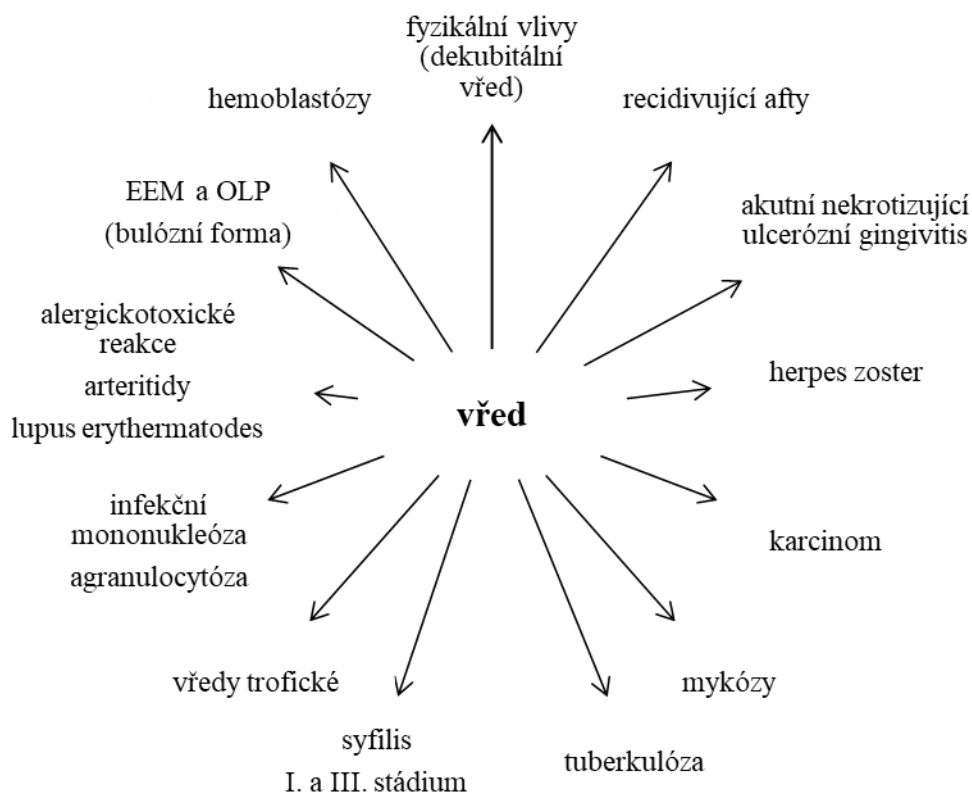 fyzikální vlivy
(dekubitální
vřed)
hemoblastózy
recidivující afty
EEM a OLP
(bulózní forma)
akutní nekrotizující
ulcerózní gingivitis
alergickotoxické
reakce
arteritidy
lupus erythermatodes
herpes zoster
vřed
infekční
mononukleóza
agranulocytóza
karcinom
vředy trofické
mykózy
syfilis
I. a III. stádium
tuberkulóza